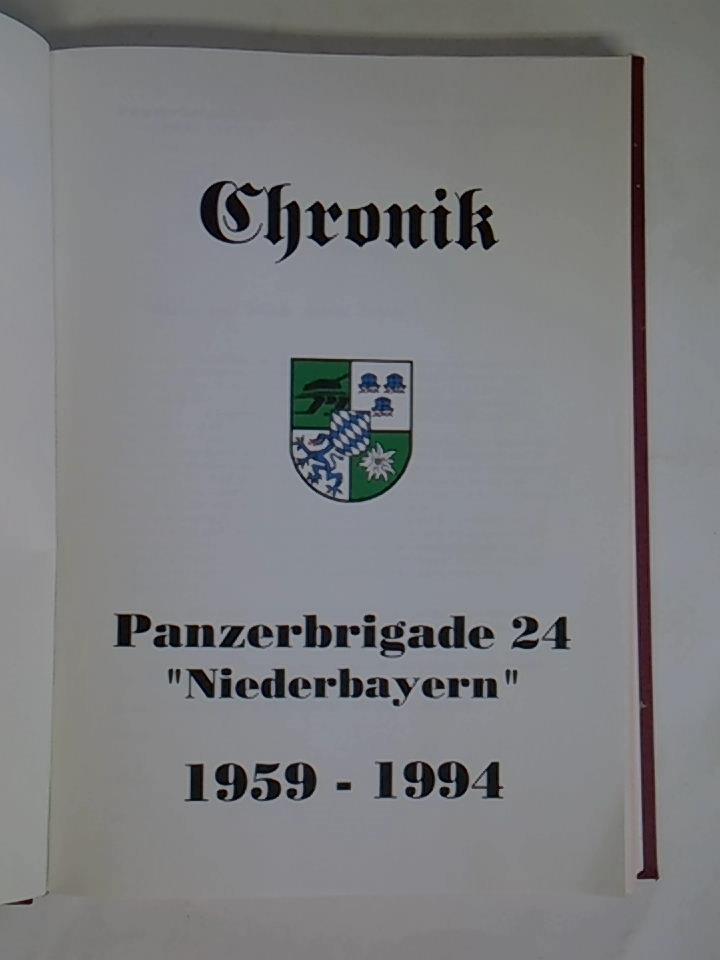 Chronik
Panzerbrigade 24
"Niederbayern"
1959 - 1994